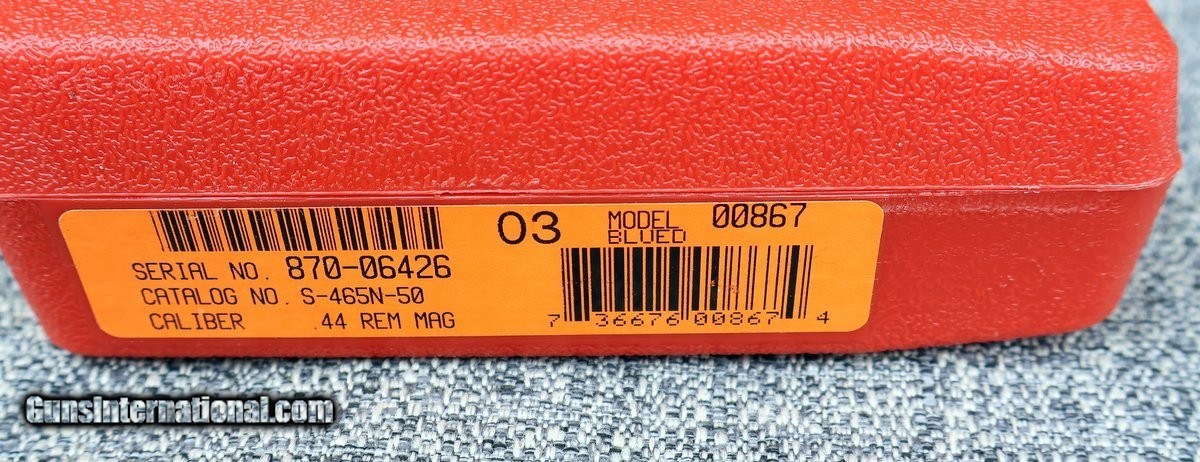 03 MODEL 00867
BLUED
SERIAL NO. 870-06426
CATALOG NO. S-465N-50
CALIBER .44 REM MAG
7 36676 00867 4
GunsInternational.com